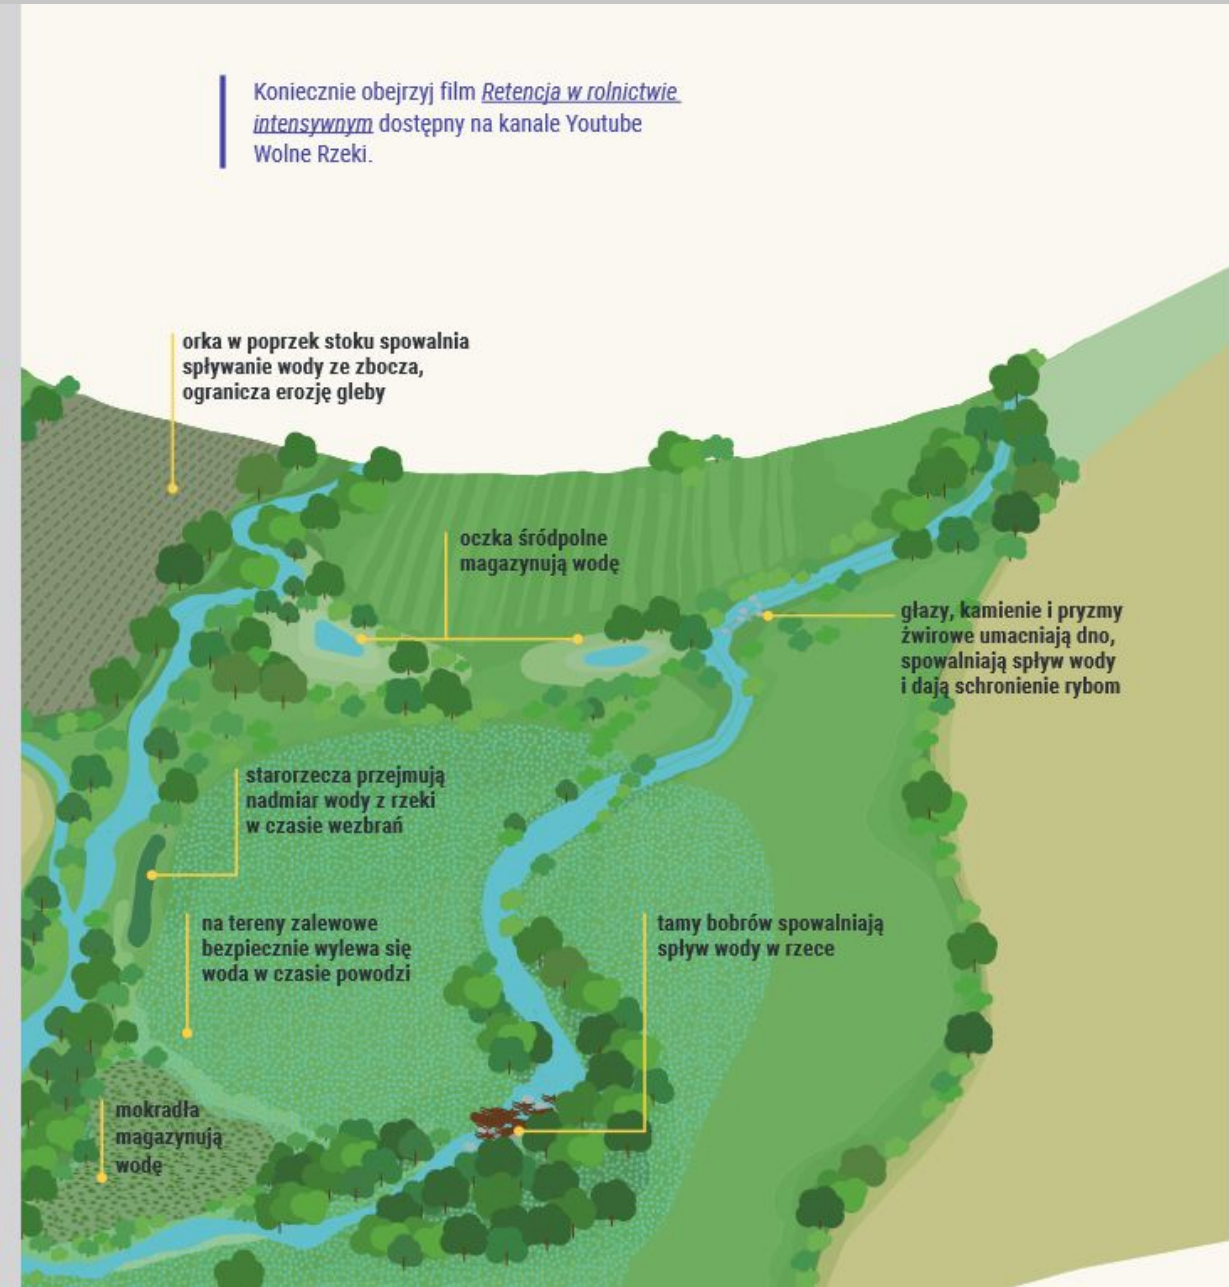 Koniecznie obejrzyj film Retencja w rolnictwie
intensywnym dostępny na kanale Youtube
Wolne Rzeki.
orka w poprzek stoku spowalnia
spływanie wody ze zbocza,
ogranicza erozję gleby
oczka śródpolne
magazynują wodę
głazy, kamienie i pryzmy
żwirowe umacniają dno,
spowalniają spływ wody
i dają schronienie rybom
starorzecza przejmują
nadmiar wody z rzeki
w czasie wezbrań
na tereny zalewowe
bezpiecznie wylewa się
woda w czasie powodzi
tamy bobrów spowalniają
spływ wody w rzece
mokradła
magazynują
wodę